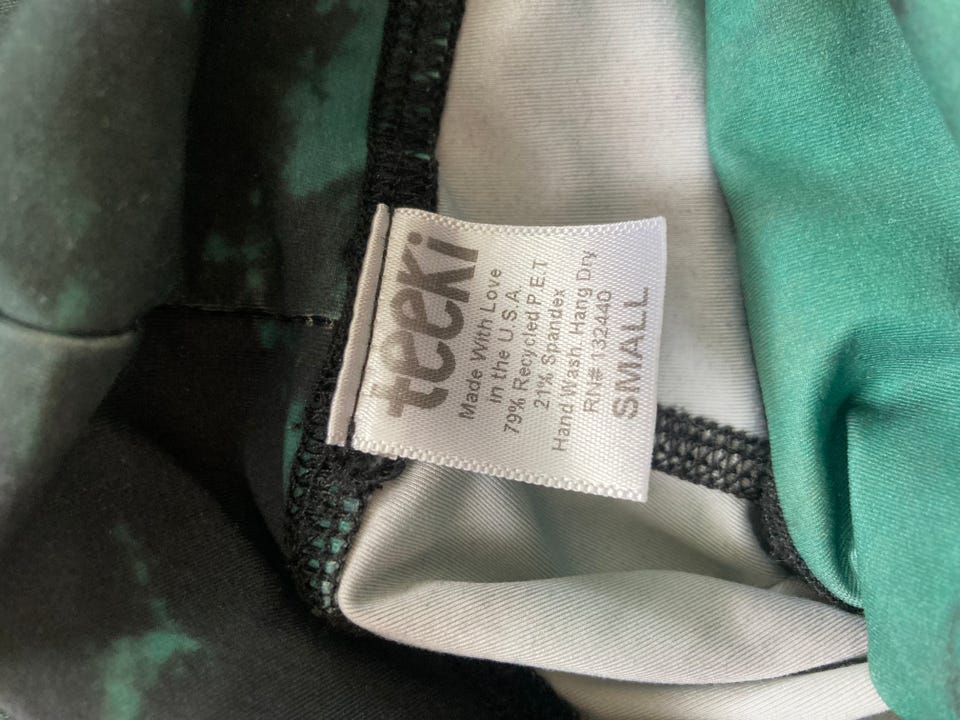 teeki
Made With Love
in the U.S.A.
79% Recycled P.E.T
21% Spandex
Hand Wash. Hang Dry
RN# 132440
SMALL